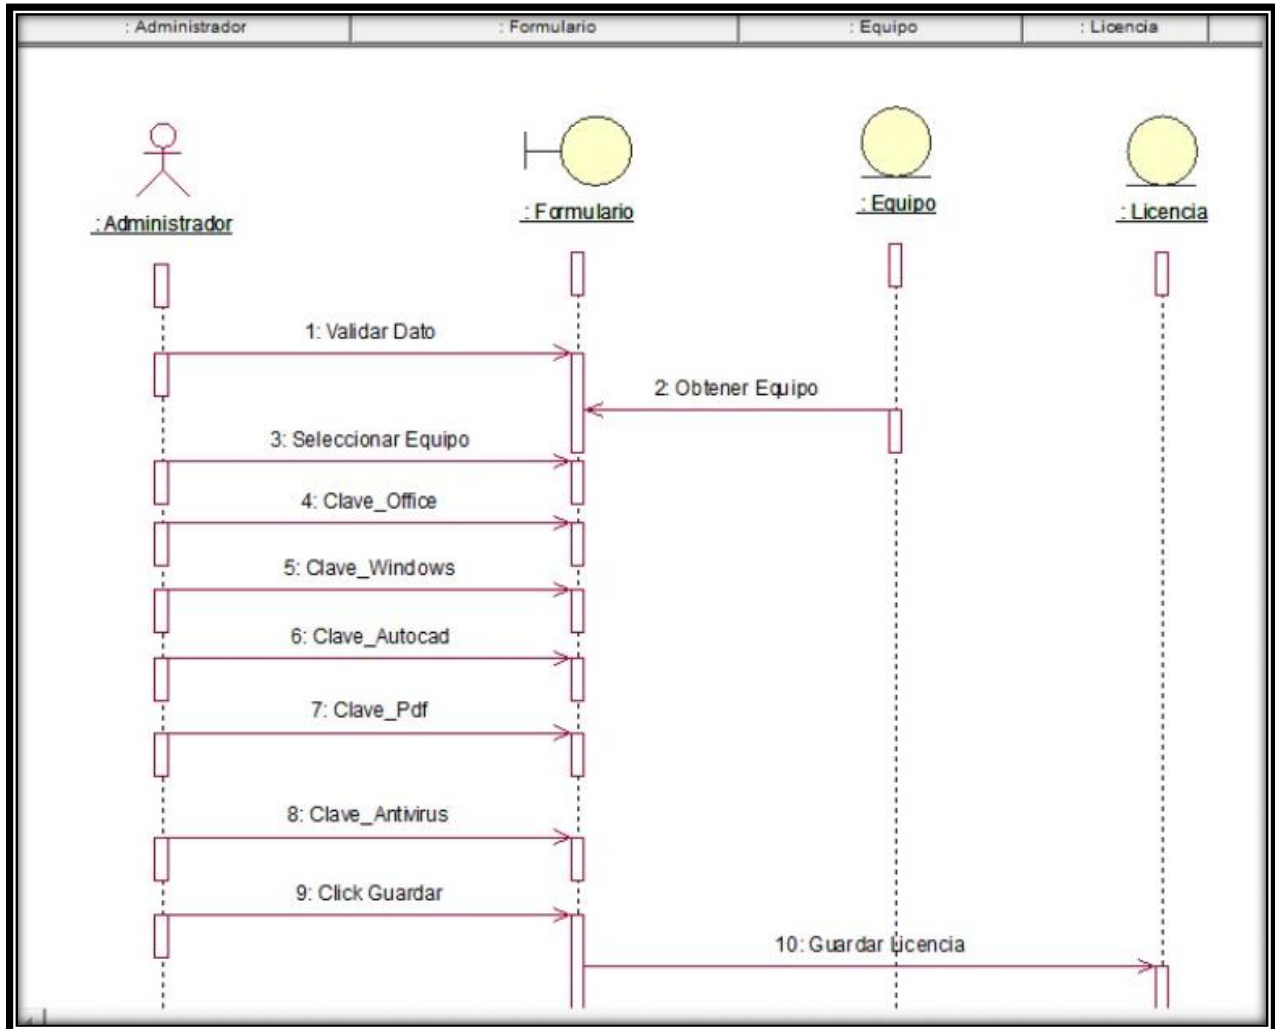 : Administrador
: Formulario
: Equipo
: Licencia
: Administrador
: Formulario
: Equipo
: Licencia
1: Validar Dato
2: Obtener Equipo
3: Seleccionar Equipo
4: Clave_Office
5: Clave_Windows
6: Clave_Autocad
7: Clave_Pdf
8: Clave_Antivirus
9: Click Guardar
10: Guardar Licencia